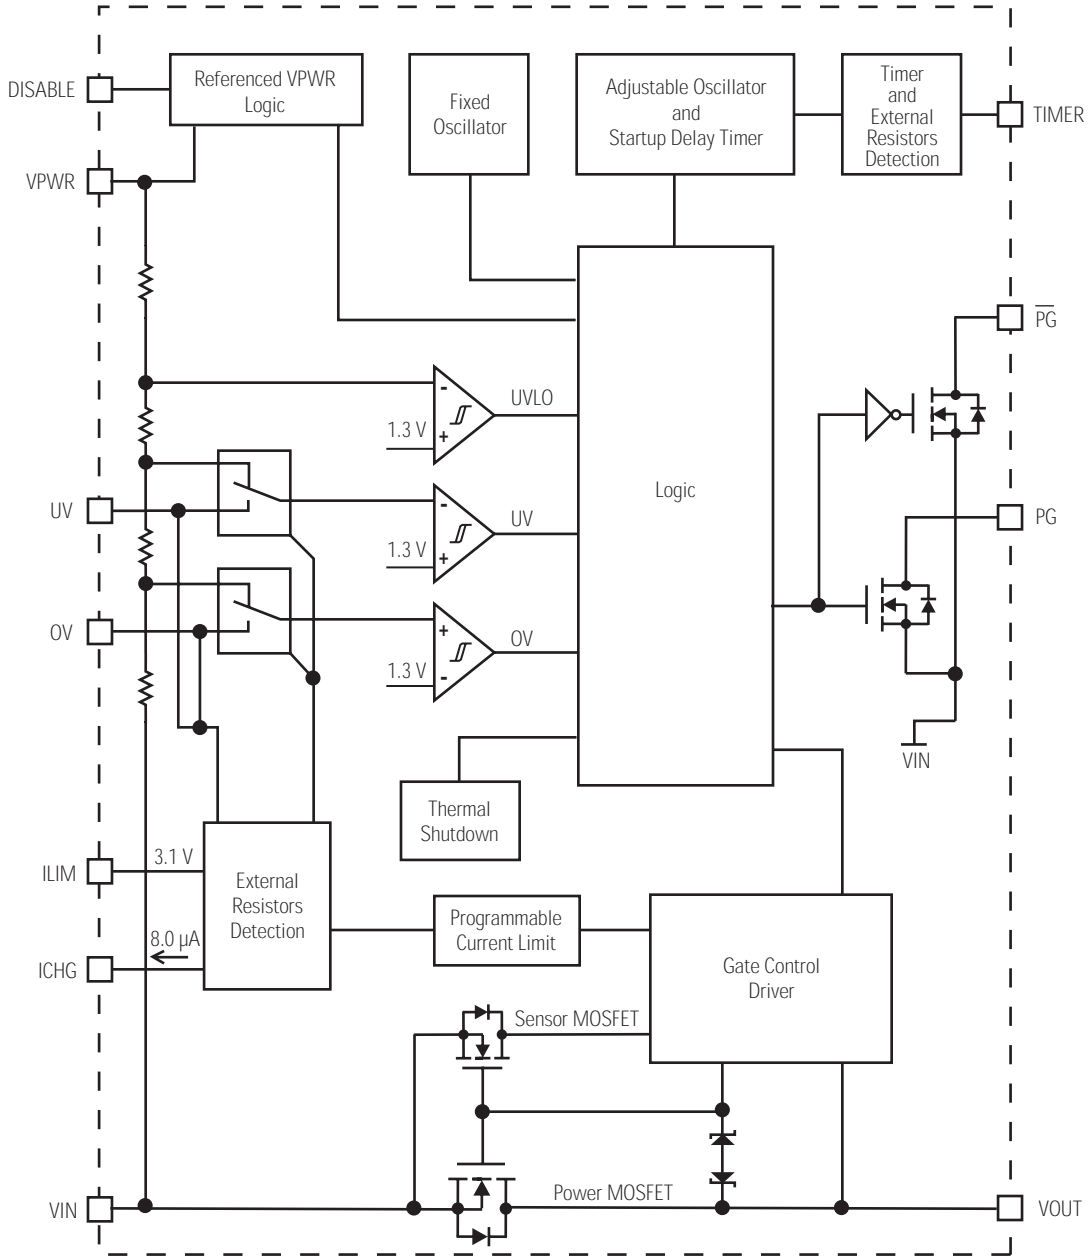 DISABLE
Referenced VPWR
Logic
Fixed
Oscillator
Adjustable Oscillator
and
Startup Delay Timer
Timer
and
External
Resistors
Detection
TIMER
VPWR
P̅G̅
UVLO
-
1.3 V
+
Logic
UV
UV
-
1.3 V
+
PG
OV
+
OV
1.3 V
-
VIN
Thermal
Shutdown
ILIM
3.1 V
External
Resistors
Detection
8.0 µA
ICHG
Programmable
Current Limit
Gate Control
Driver
Sensor MOSFET
Power MOSFET
VIN
VOUT